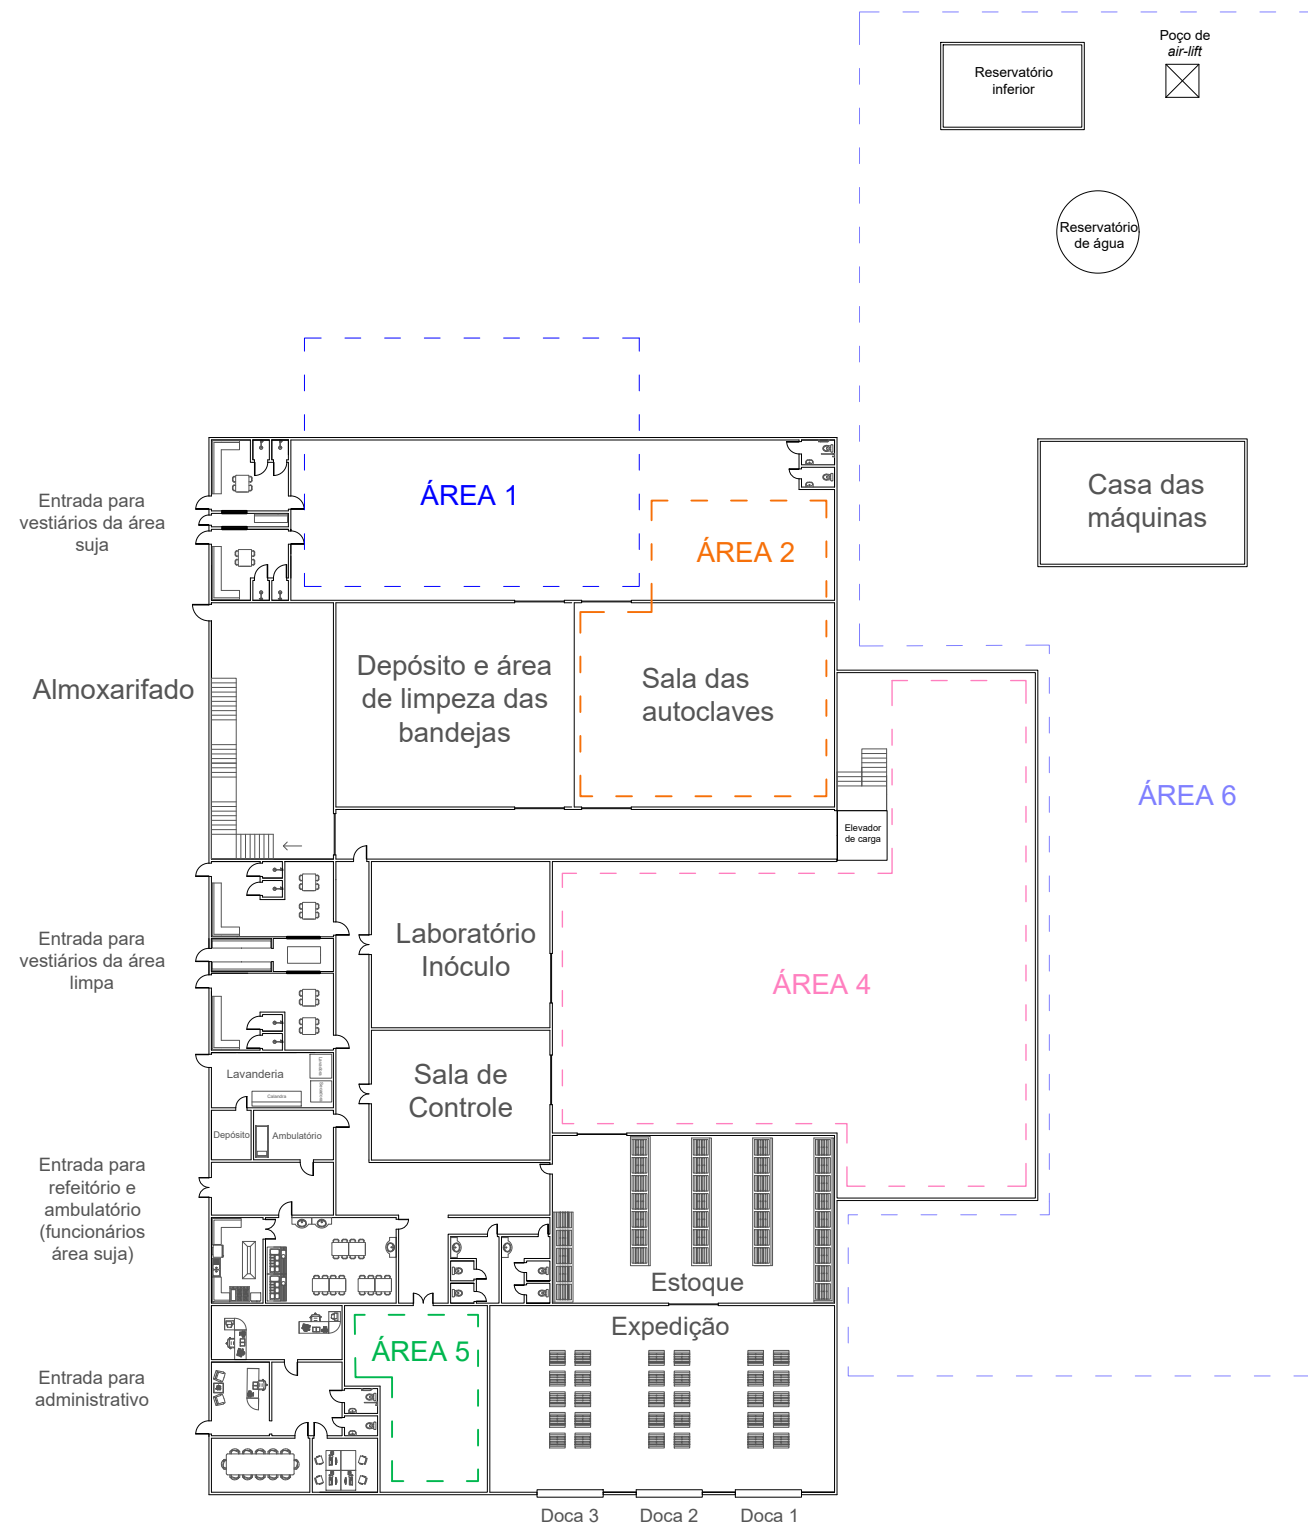 Poço de
air-lift
Reservatório
inferior
Reservatório
de água
ÁREA 1
Entrada para
vestiários da área
suja
Casa das
máquinas
ÁREA 2
Almoxarifado
Depósito e área
de limpeza das
bandejas
Sala das
autoclaves
ÁREA 6
Elevador
de carga
Entrada para
vestiários da área
limpa
Laboratório
Inóculo
ÁREA 4
Lavanderia
Sala de
Controle
Calandra
Depósito
Ambulatório
Entrada para
refeitório e
ambulatório
(funcionários
área suja)
Estoque
Expedição
ÁREA 5
Entrada para
administrativo
Doca 3
Doca 2
Doca 1